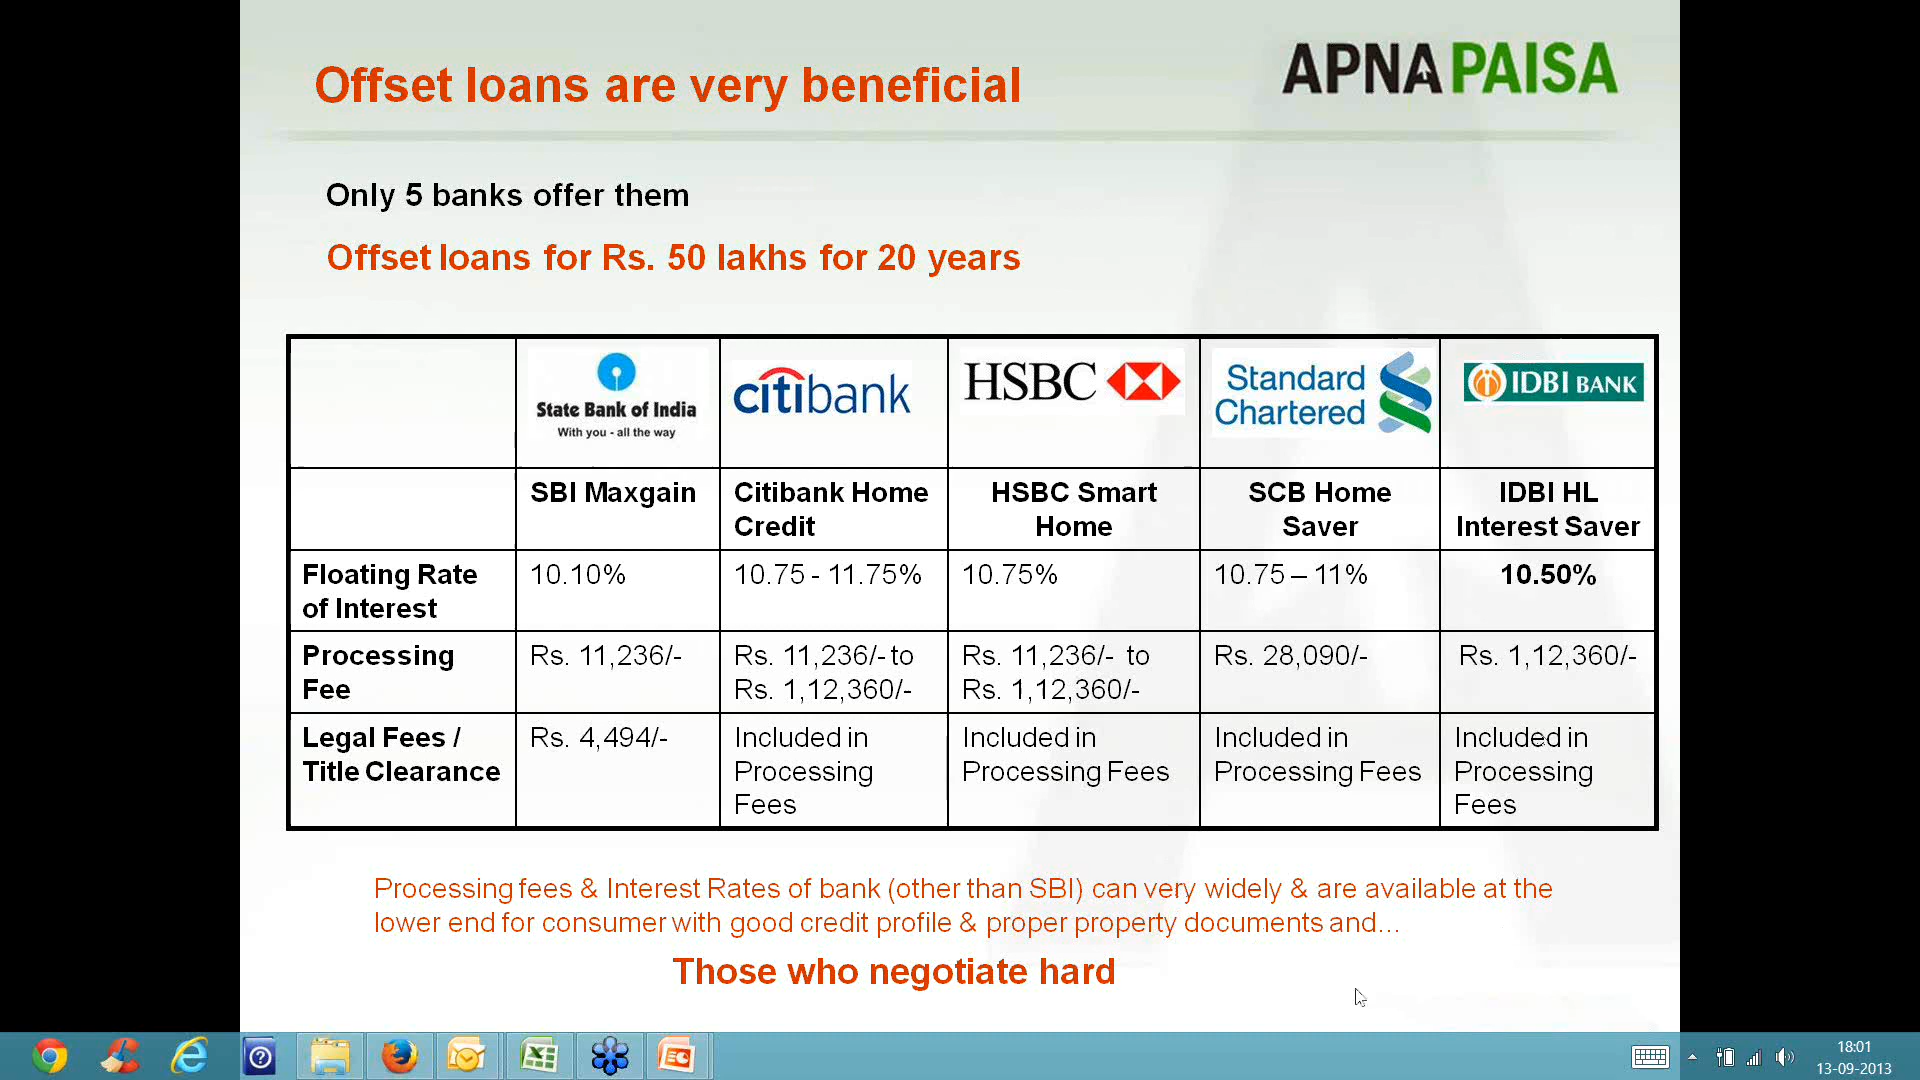 Offset loans are very beneficial
APNAPAISA
Only 5 banks offer them
Offset loans for Rs. 50 lakhs for 20 years
State Bank of India
With you - all the way
citibank
HSBC
Standard
Chartered
IDBI BANK
SBI Maxgain
Citibank Home
Credit
HSBC Smart
Home
SCB Home
Saver
IDBI HL
Interest Saver
Floating Rate
of Interest
10.10%
10.75 - 11.75%
10.75%
10.75 – 11%
10.50%
Processing
Fee
Rs. 11,236/-
Rs. 11,236/- to
Rs. 1,12,360/-
Rs. 11,236/- to
Rs. 1,12,360/-
Rs. 28,090/-
Rs. 1,12,360/-
Legal Fees /
Title Clearance
Rs. 4,494/-
Included in
Processing
Fees
Included in
Processing Fees
Included in
Processing Fees
Included in
Processing
Fees
Processing fees & Interest Rates of bank (other than SBI) can very widely & are available at the
lower end for consumer with good credit profile & proper property documents and...
Those who negotiate hard
18:01
13-09-2013